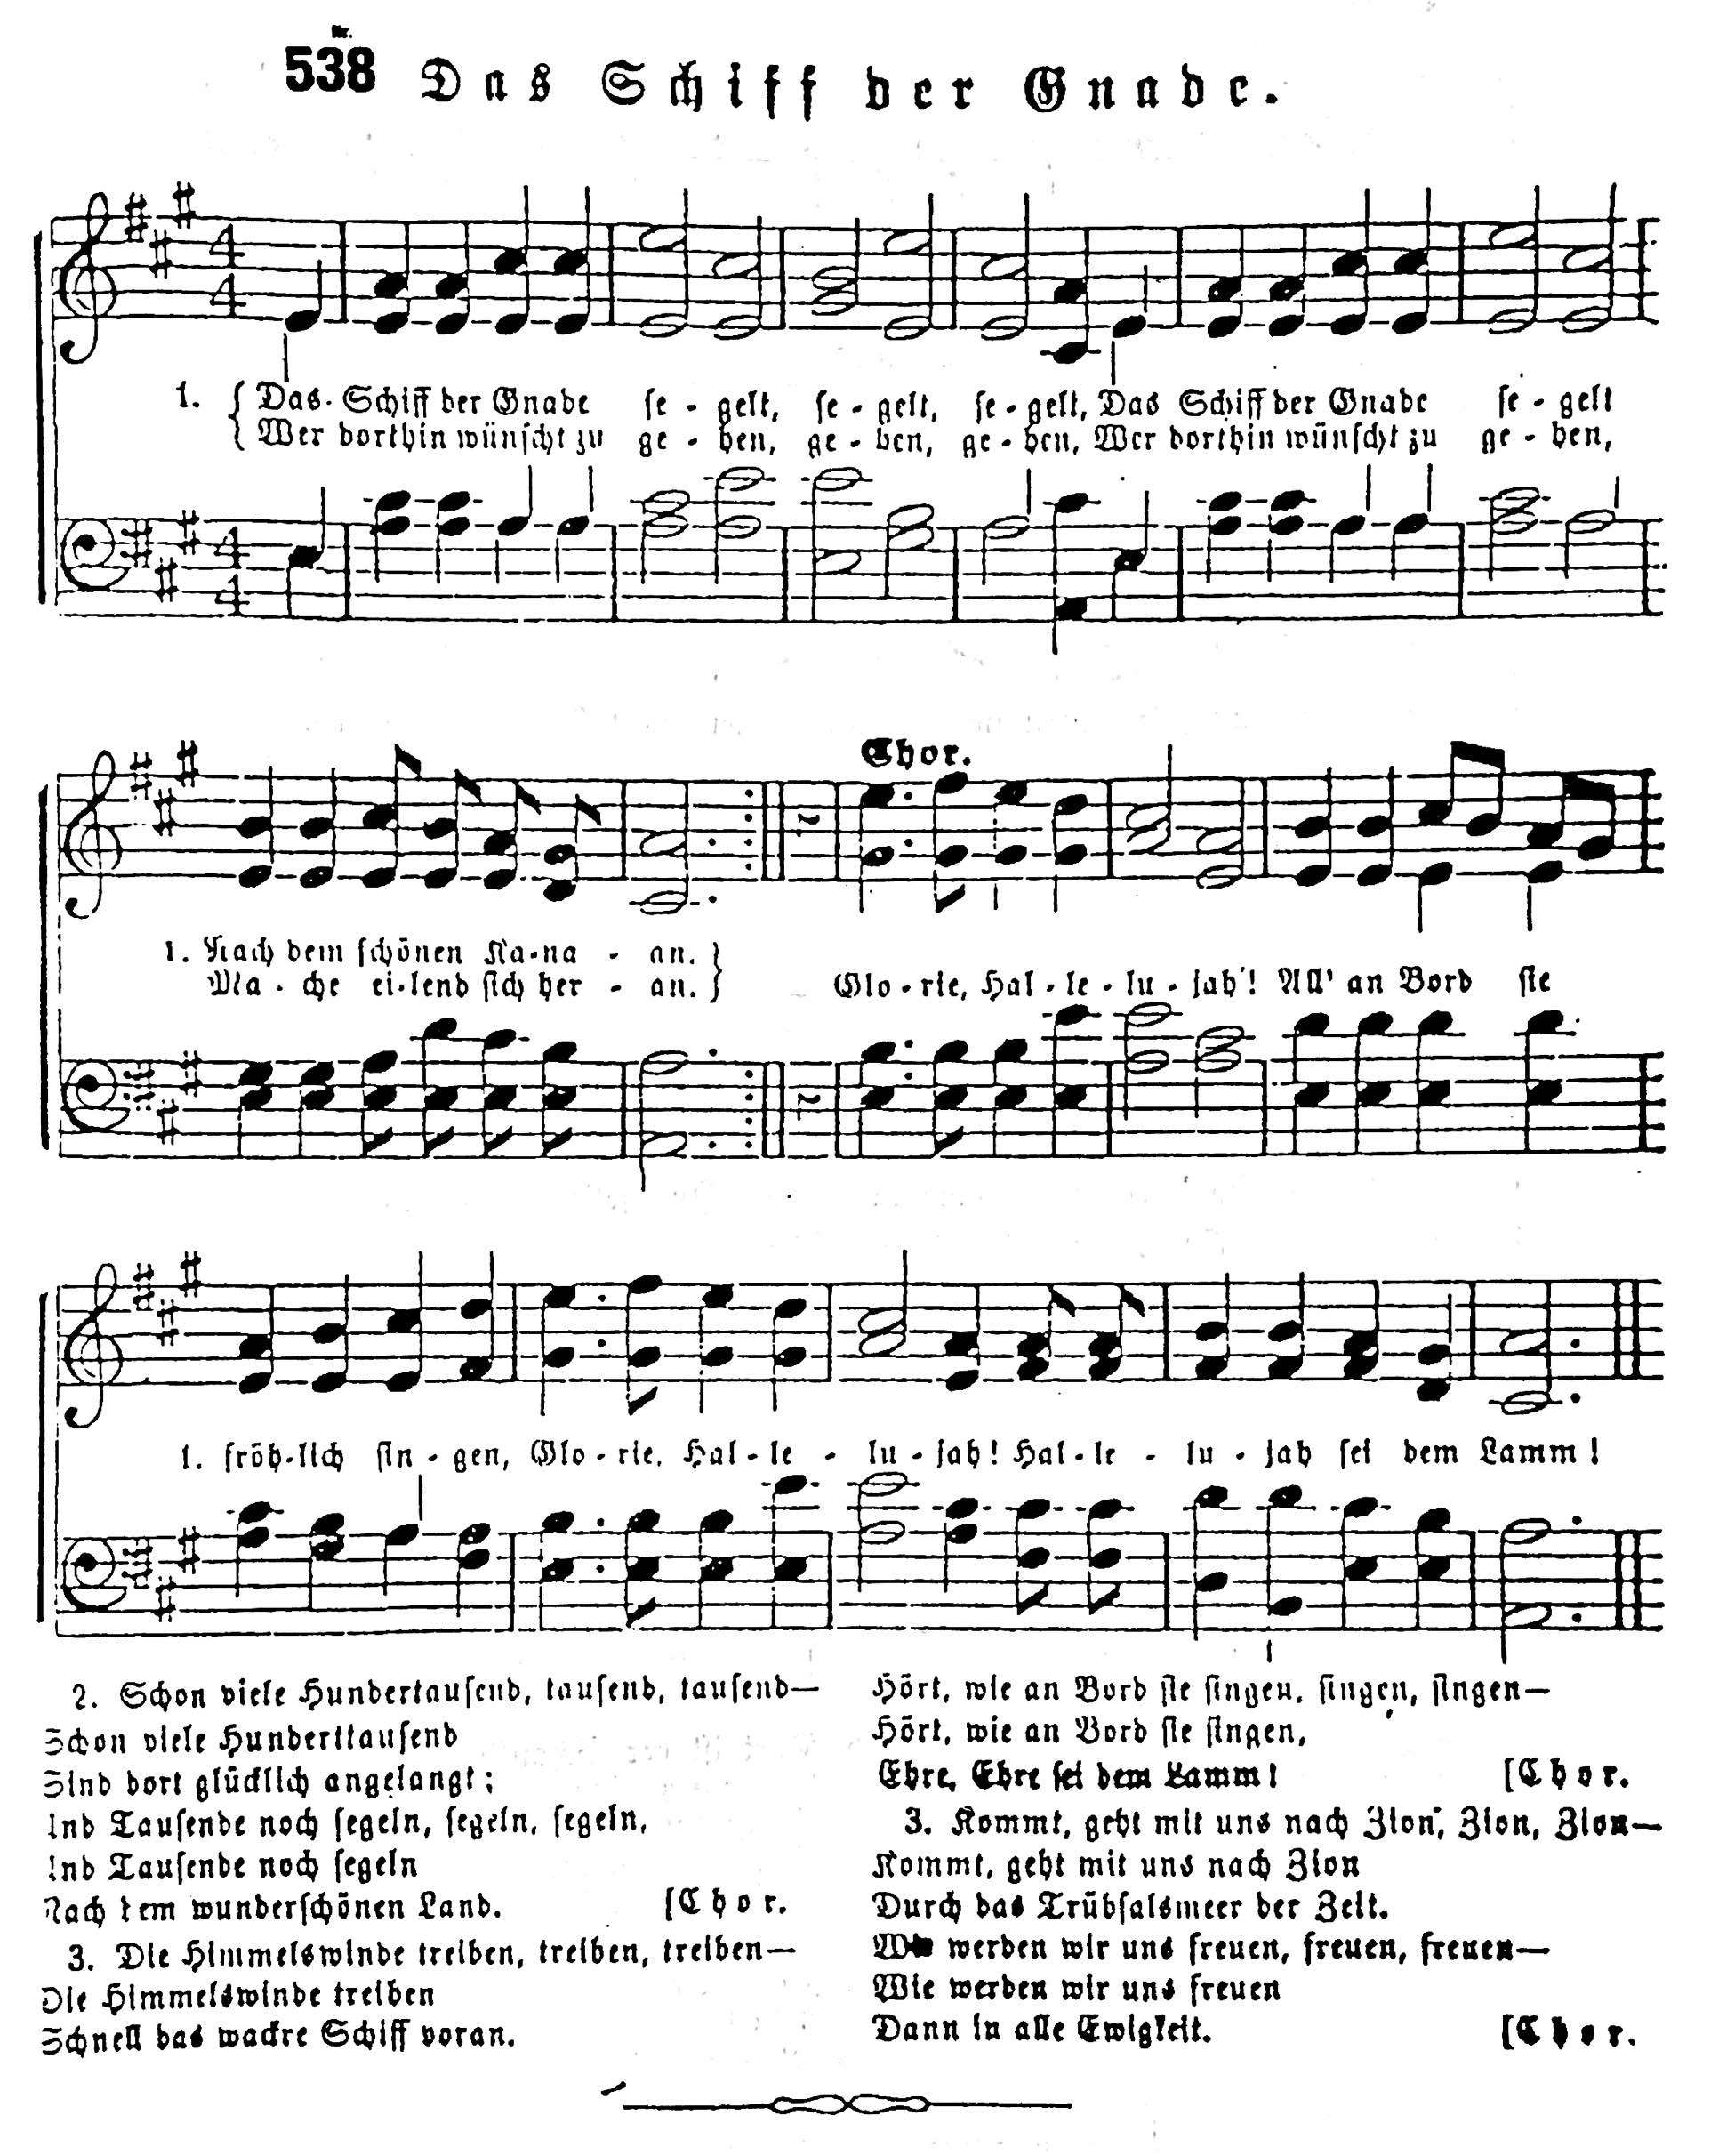 Nr.
538 Das Schiff der Gnade.
1. Das Schiff der Gnade se - gelt, se - gelt, se - gelt, Das Schiff der Gnade se - gelt
Wer dorthin wünscht zu ge - hen, ge - hen, ge - hen, Wer dorthin wünscht zu ge - hen,
Chor.
1. Nach dem schönen Ka - na - an.
Ma - che ei - lend sich her - an. Glo - rie, Hal - le - lu - jah! All' an Bord sie
1. fröh - lich sin - gen, Glo - rie, Hal - le - lu - jah! Hal - le - lu - jah sei dem Lamm!
2. Schon viele Hundertausend, tausend, tausend—
Schon viele Hunderttausend
Sind dort glücklich angelangt;
Und Tausende noch segeln, segeln, segeln,
Und Tausende noch segeln
Nach dem wunderschönen Land. [Chor.
3. Die Himmelswinde treiben, treiben, treiben—
Die Himmelswinde treiben
Schnell das wackre Schiff voran.
Hört, wie an Bord sie singen, singen, singen—
Hört, wie an Bord sie singen,
Ehre, Ehre sei dem Lamm! [Chor.
3. Kommt, geht mit uns nach Zion, Zion, Zion—
Kommt, geht mit uns nach Zion
Durch das Trübsalsmeer der Zeit.
Wie werden wir uns freuen, freuen, freuen—
Wie werden wir uns freuen
Dann in alle Ewigkeit. [Chor.